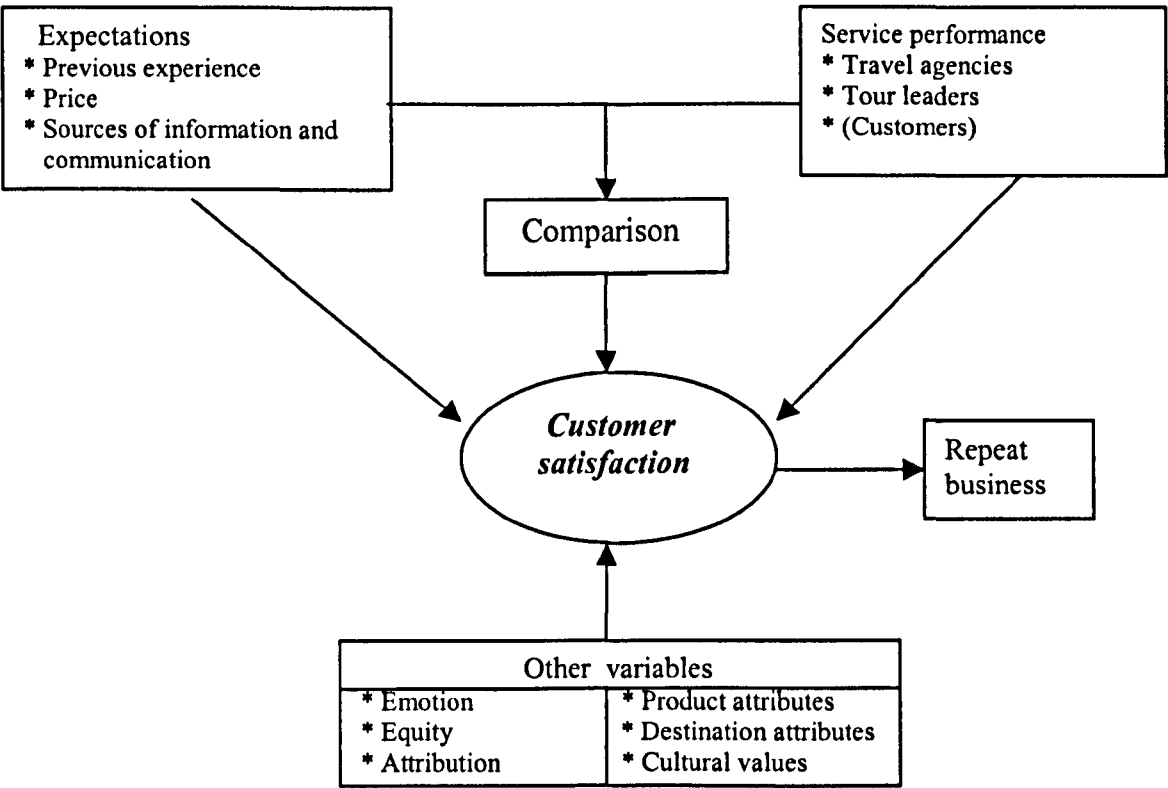 Expectations
* Previous experience
* Price
* Sources of information and
communication
Service performance
* Travel agencies
* Tour leaders
* (Customers)
Comparison
Customer
satisfaction
Repeat
business
Other variables
* Emotion
* Equity
* Attribution
* Product attributes
* Destination attributes
* Cultural values